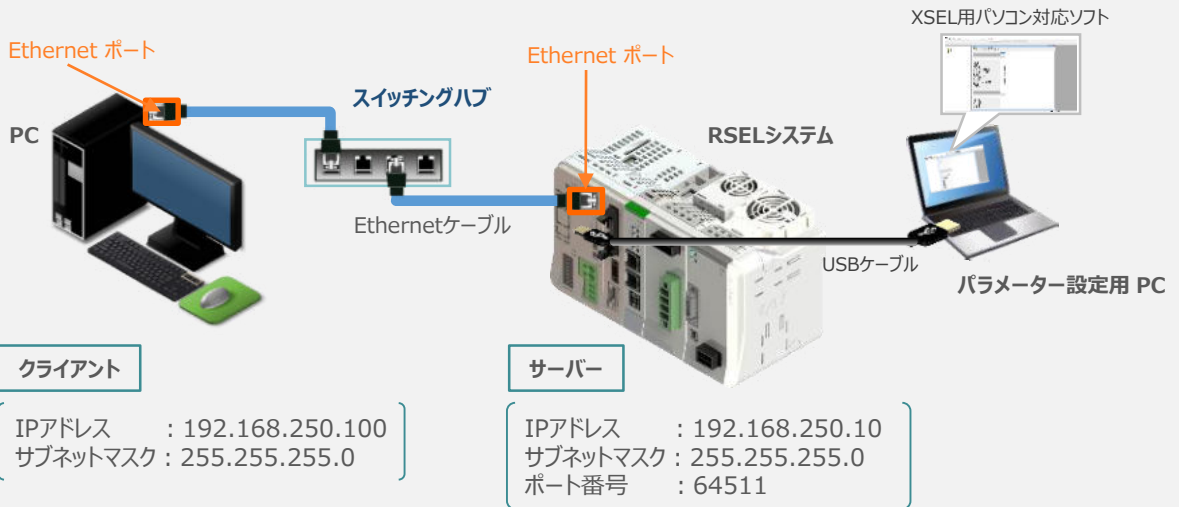 XSEL用パソコン対応ソフト
Ethernet ポート
Ethernet ポート
スイッチングハブ
PC
RSELシステム
Ethernetケーブル
USBケーブル
パラメーター設定用 PC
クライアント
IPアドレス : 192.168.250.100
サブネットマスク : 255.255.255.0
サーバー
IPアドレス : 192.168.250.10
サブネットマスク : 255.255.255.0
ポート番号 : 64511